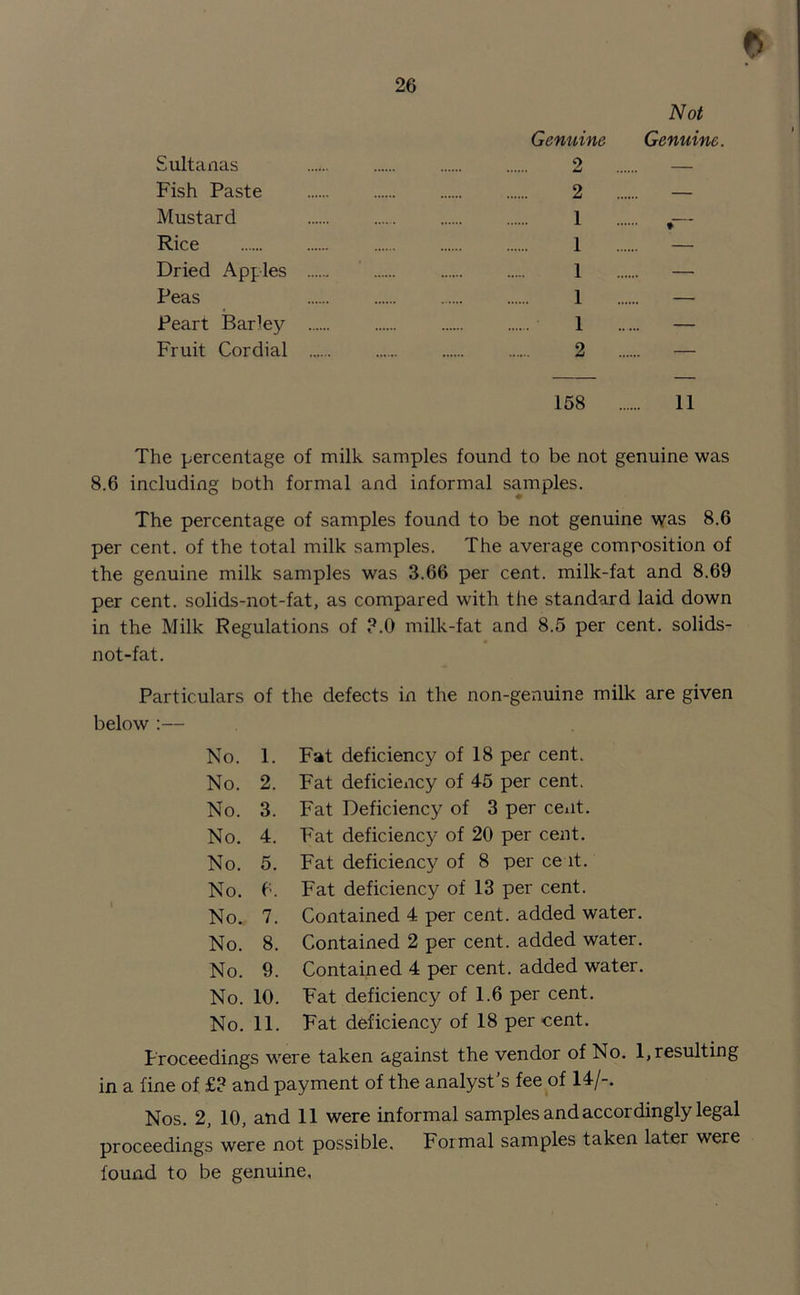 26
Not
Genuine Genuine.
Sultanas ...... ...... ...... ...... 2 ...... —
Fish Paste ...... ...... ...... ...... 2 ...... —
Mustard ...... ...... ...... ...... 1 ...... —
Rice ...... ...... ...... ...... ...... 1 ...... —
Dried Apples ...... ...... ...... ...... 1 ...... —
Peas ...... ...... ...... ...... 1 ...... —
Peart Barley ...... ...... ...... ...... 1 ...... —
Fruit Cordial ...... ...... ...... ...... 2 ...... —
158 ...... 11
The percentage of milk samples found to be not genuine was
8.6 including both formal and informal samples.
The percentage of samples found to be not genuine was 8.6
per cent. of the total milk samples. The average composition of
the genuine milk samples was 3.66 per cent. milk-fat and 8.69
per cent. solids-not-fat, as compared with the standard laid down
in the Milk Regulations of .0 milk-fat and 8.5 per cent. solids-
not-fat.
Particulars of the defects in the non-genuine milk are given
below :—
No. 1. Fat deficiency of 18 per cent.
No. 2. Fat deficiency of 45 per cent.
No. 3. Fat Deficiency of 3 per cent.
No. 4. Fat deficiency of 20 per cent.
No. 5. Fat deficiency of 8 per cent.
No. 6. Fat deficiency of 13 per cent.
No. 7. Contained 4 per cent. added water.
No. 8. Contained 2 per cent. added water.
No. 9. Contained 4 per cent. added water.
No. 10. Fat deficiency of 1.6 per cent.
No. 11. Fat deficiency of 18 per cent.
Proceedings were taken against the vendor of No. 1, resulting
in a fine of £ and payment of the analyst's fee of 14/-.
Nos. 2, 10, and 11 were informal samples and accordingly legal
proceedings were not possible. Formal samples taken later were
found to be genuine.